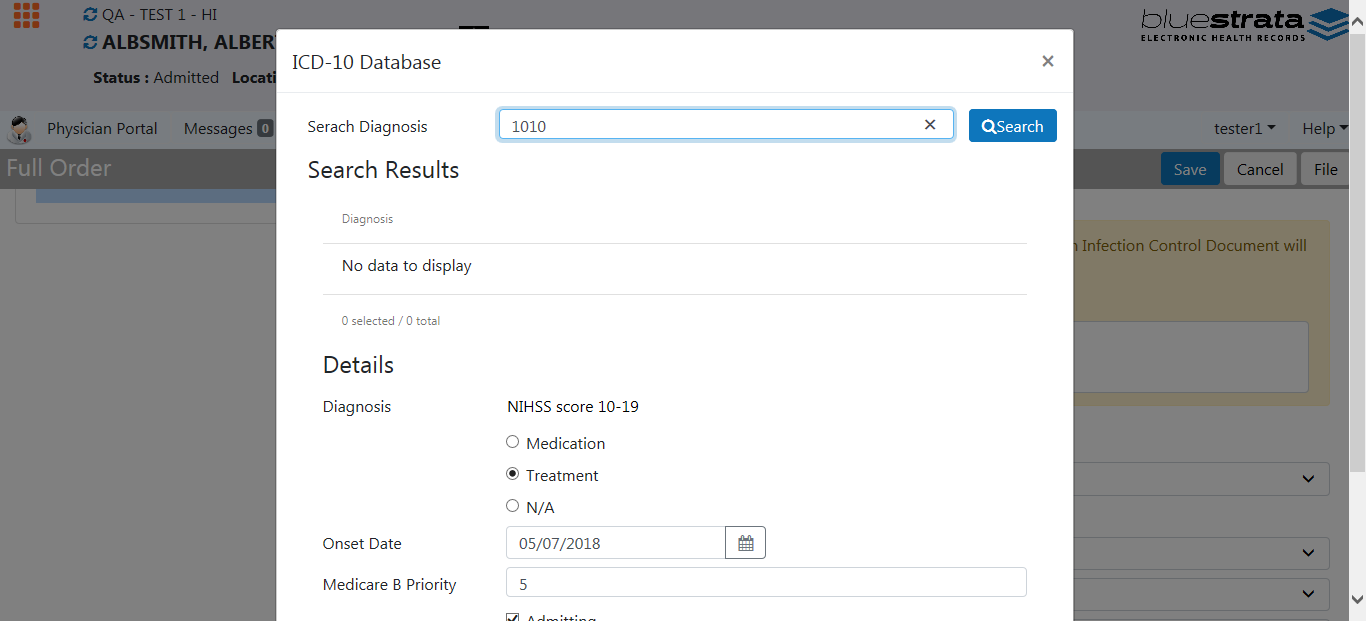 QA - TEST 1 - HI
ALBSMITH, ALBER
Status : Admitted Locati
bluestrata
ELECTRONIC HEALTH RECORDS
ICD-10 Database
×
Physician Portal Messages 0
tester1 Help
Serach Diagnosis 1010 × Search
Full Order
Save Cancel File
Search Results
Diagnosis
No data to display
0 selected / 0 total
n Infection Control Document will
Details
Diagnosis NIHSS score 10-19
Medication
Treatment
N/A
Onset Date 05/07/2018
Medicare B Priority 5
Admitting